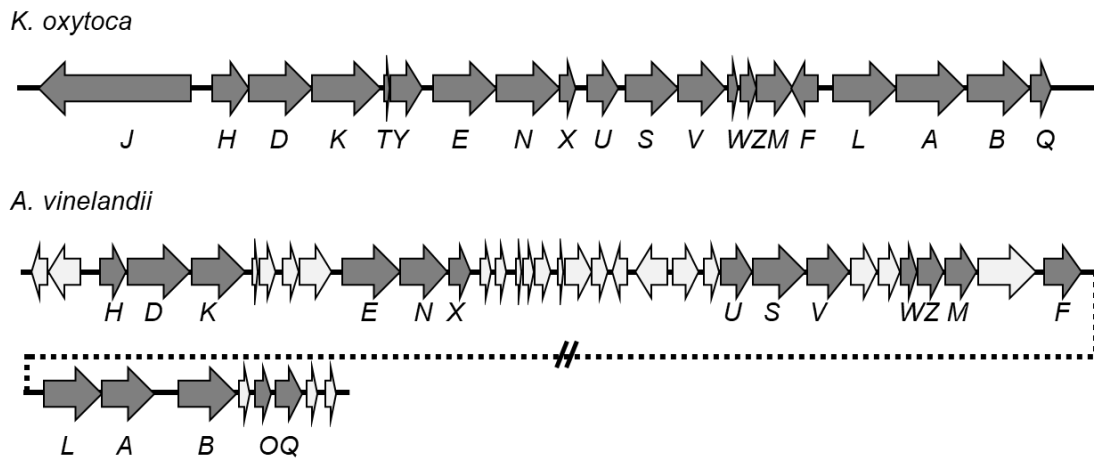 K. oxytoca
J H D K TY E N X U S V WZM F L A B Q
A. vinelandii
H D K E N X U S V WZ M F
L A B OQ